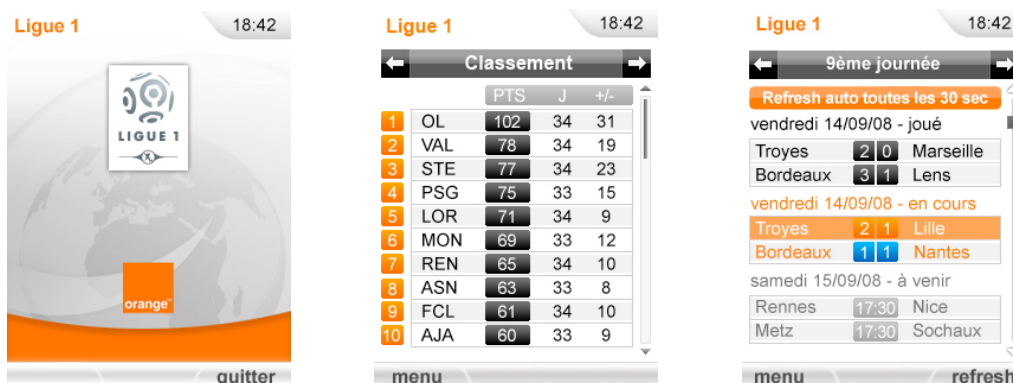 Ligue 1 18:42
LIGUE 1
orange™
quitter
Ligue 1 18:42
Classement
PTS J +/-
1 OL 102 34 31
2 VAL 78 34 19
3 STE 77 34 23
4 PSG 75 33 15
5 LOR 71 34 9
6 MON 69 33 12
7 REN 65 34 10
8 ASN 63 33 8
9 FCL 61 34 10
10 AJA 60 33 9
menu
Ligue 1 18:42
9ème journée
Refresh auto toutes les 30 sec
vendredi 14/09/08 - joué
Troyes 2 0 Marseille
Bordeaux 3 1 Lens
vendredi 14/09/08 - en cours
Troyes 2 1 Lille
Bordeaux 1 1 Nantes
samedi 15/09/08 - à venir
Rennes 17:30 Nice
Metz 17:30 Sochaux
menu refresh